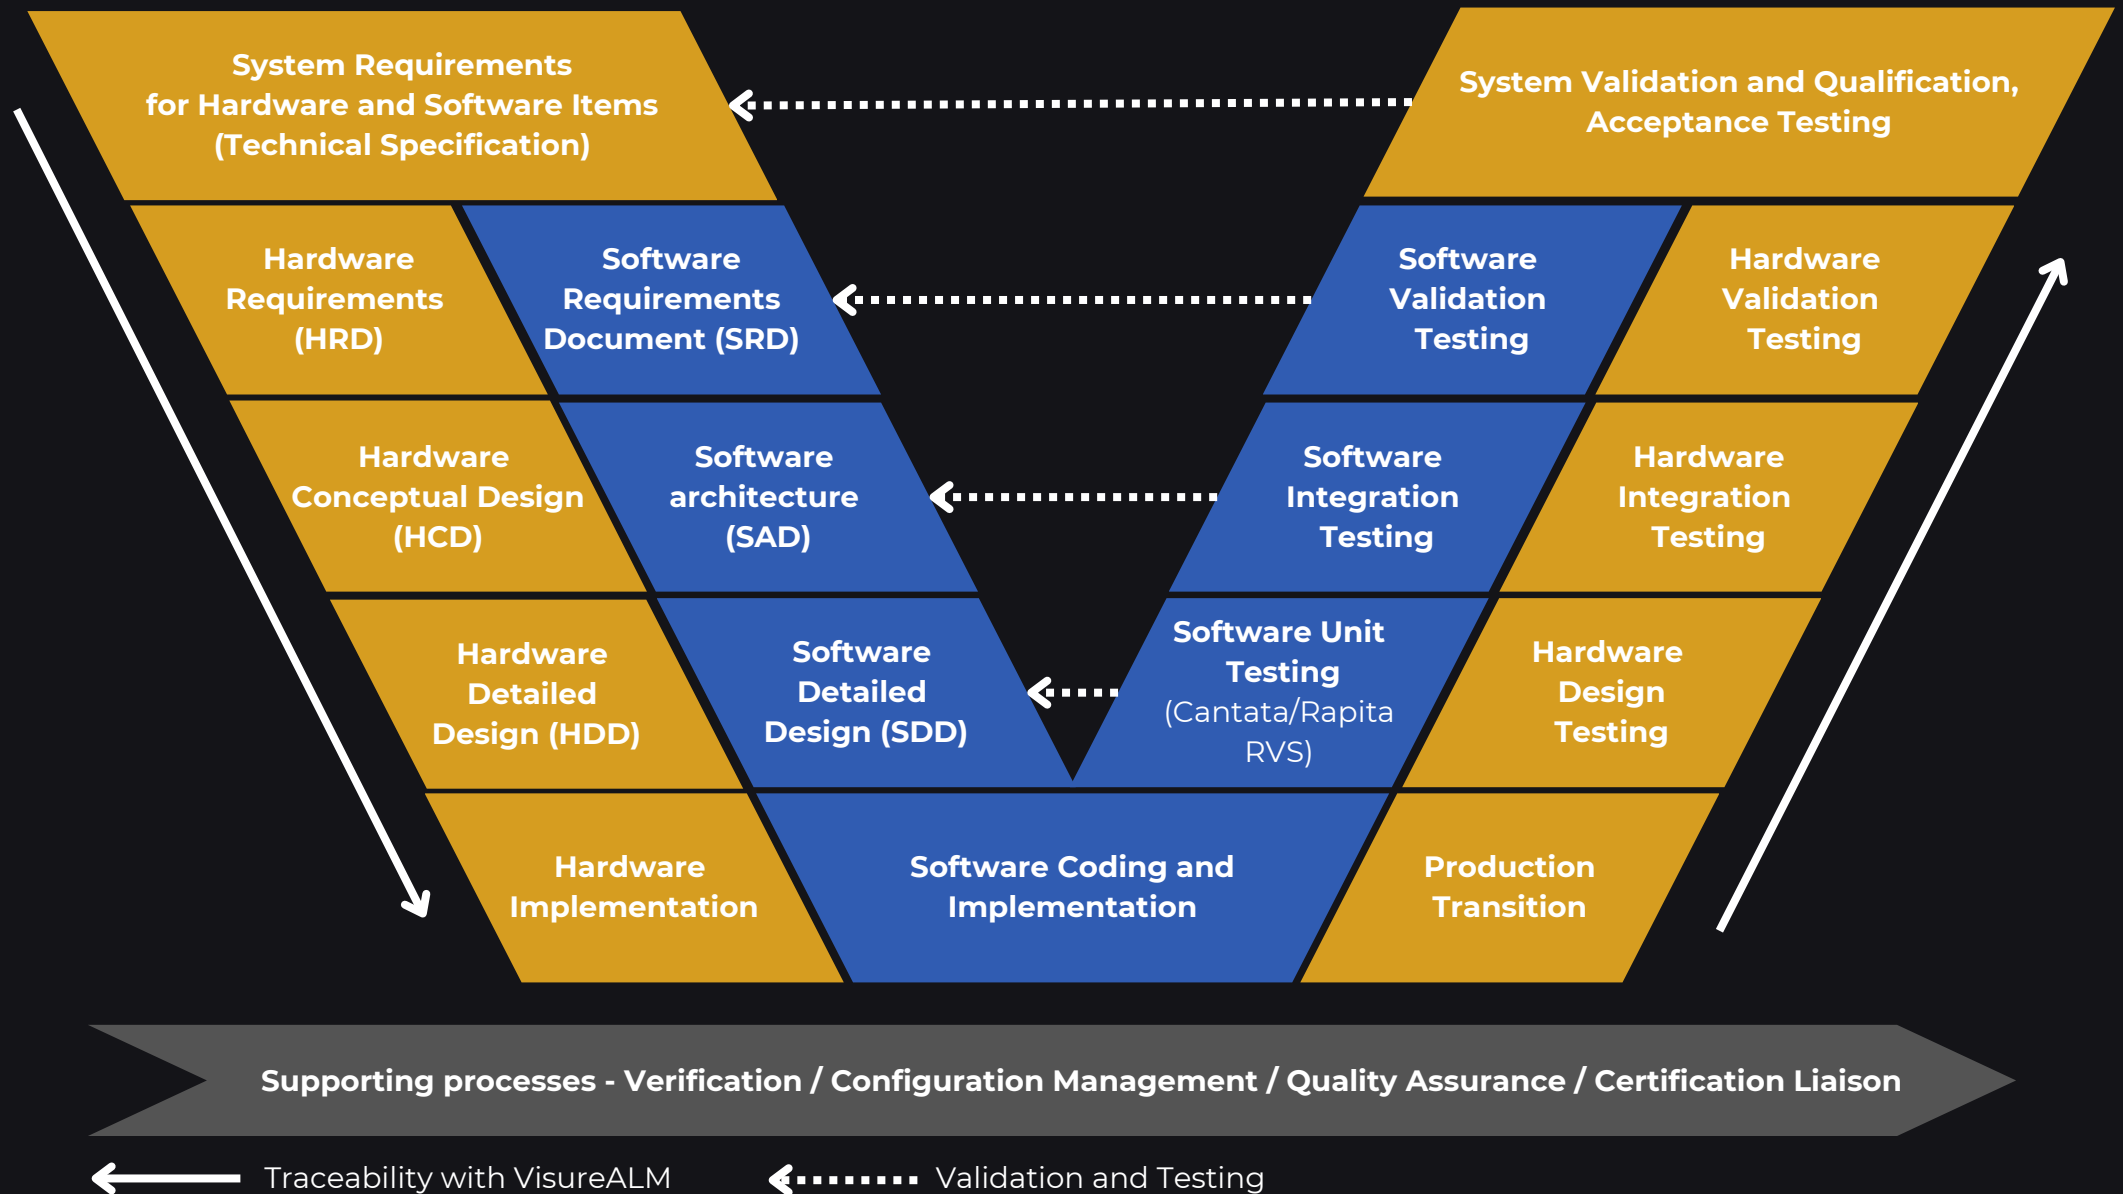 System Requirements
for Hardware and Software Items
(Technical Specification)
System Validation and Qualification,
Acceptance Testing
Hardware
Requirements
(HRD)
Software
Requirements
Document (SRD)
Software
Validation
Testing
Hardware
Validation
Testing
Hardware
Conceptual Design
(HCD)
Software
architecture
(SAD)
Software
Integration
Testing
Hardware
Integration
Testing
Hardware
Detailed
Design (HDD)
Software
Detailed
Design (SDD)
Software Unit
Testing
(Cantata/Rapita
RVS)
Hardware
Design
Testing
Hardware
Implementation
Software Coding and
Implementation
Production
Transition
Supporting processes - Verification / Configuration Management / Quality Assurance / Certification Liaison
Traceability with VisureALM
Validation and Testing